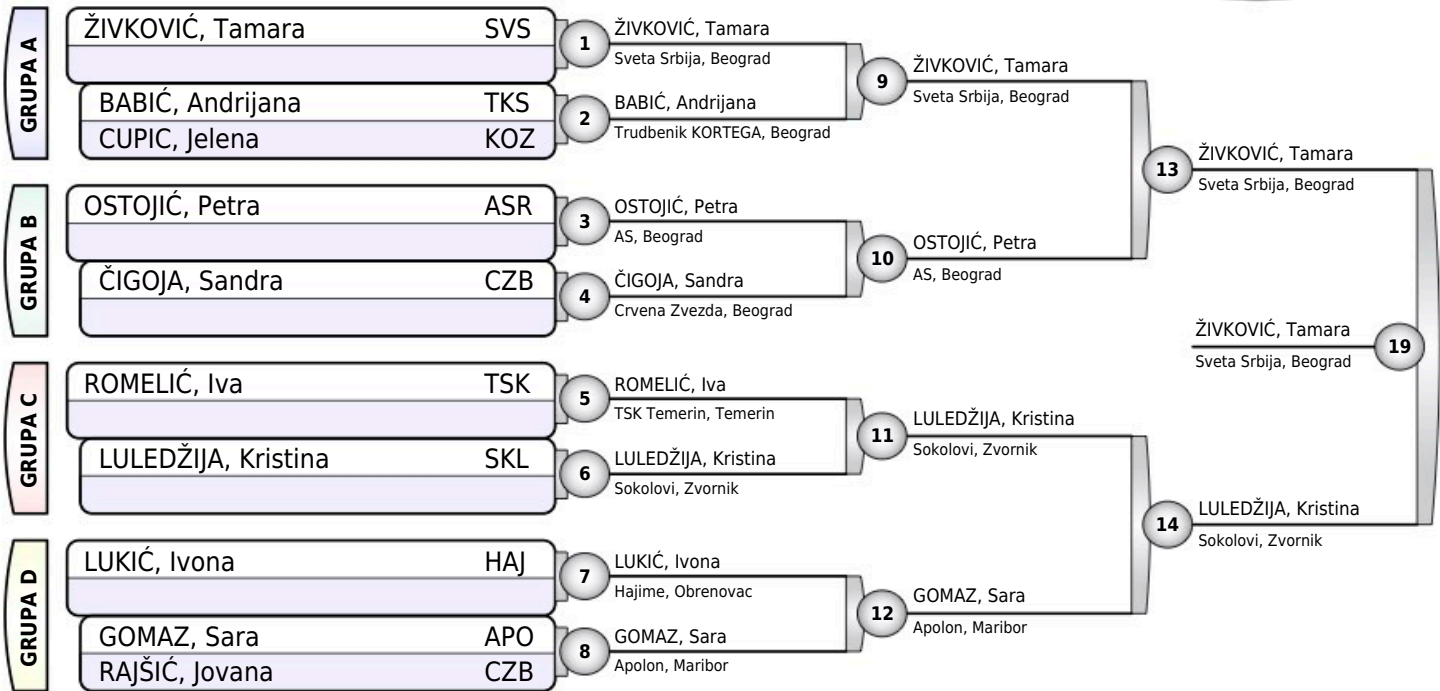 GRUPA A
ŽIVKOVIĆ, Tamara SVS
BABIĆ, Andrijana TKS
CUPIC, Jelena KOZ
GRUPA B
OSTOJIĆ, Petra ASR
ČIGOJA, Sandra CZB
GRUPA C
ROMELIĆ, Iva TSK
LULEDŽIJA, Kristina SKL
GRUPA D
LUKIĆ, Ivona HAJ
GOMAZ, Sara APO
RAJŠIĆ, Jovana CZB
1
ŽIVKOVIĆ, Tamara
Sveta Srbija, Beograd
2
BABIĆ, Andrijana
Trudbenik KORTEGA, Beograd
3
OSTOJIĆ, Petra
AS, Beograd
4
ČIGOJA, Sandra
Crvena Zvezda, Beograd
5
ROMELIĆ, Iva
TSK Temerin, Temerin
6
LULEDŽIJA, Kristina
Sokolovi, Zvornik
7
LUKIĆ, Ivona
Hajime, Obrenovac
8
GOMAZ, Sara
Apolon, Maribor
9
ŽIVKOVIĆ, Tamara
Sveta Srbija, Beograd
10
OSTOJIĆ, Petra
AS, Beograd
11
LULEDŽIJA, Kristina
Sokolovi, Zvornik
12
GOMAZ, Sara
Apolon, Maribor
13
ŽIVKOVIĆ, Tamara
Sveta Srbija, Beograd
14
LULEDŽIJA, Kristina
Sokolovi, Zvornik
ŽIVKOVIĆ, Tamara
Sveta Srbija, Beograd
19